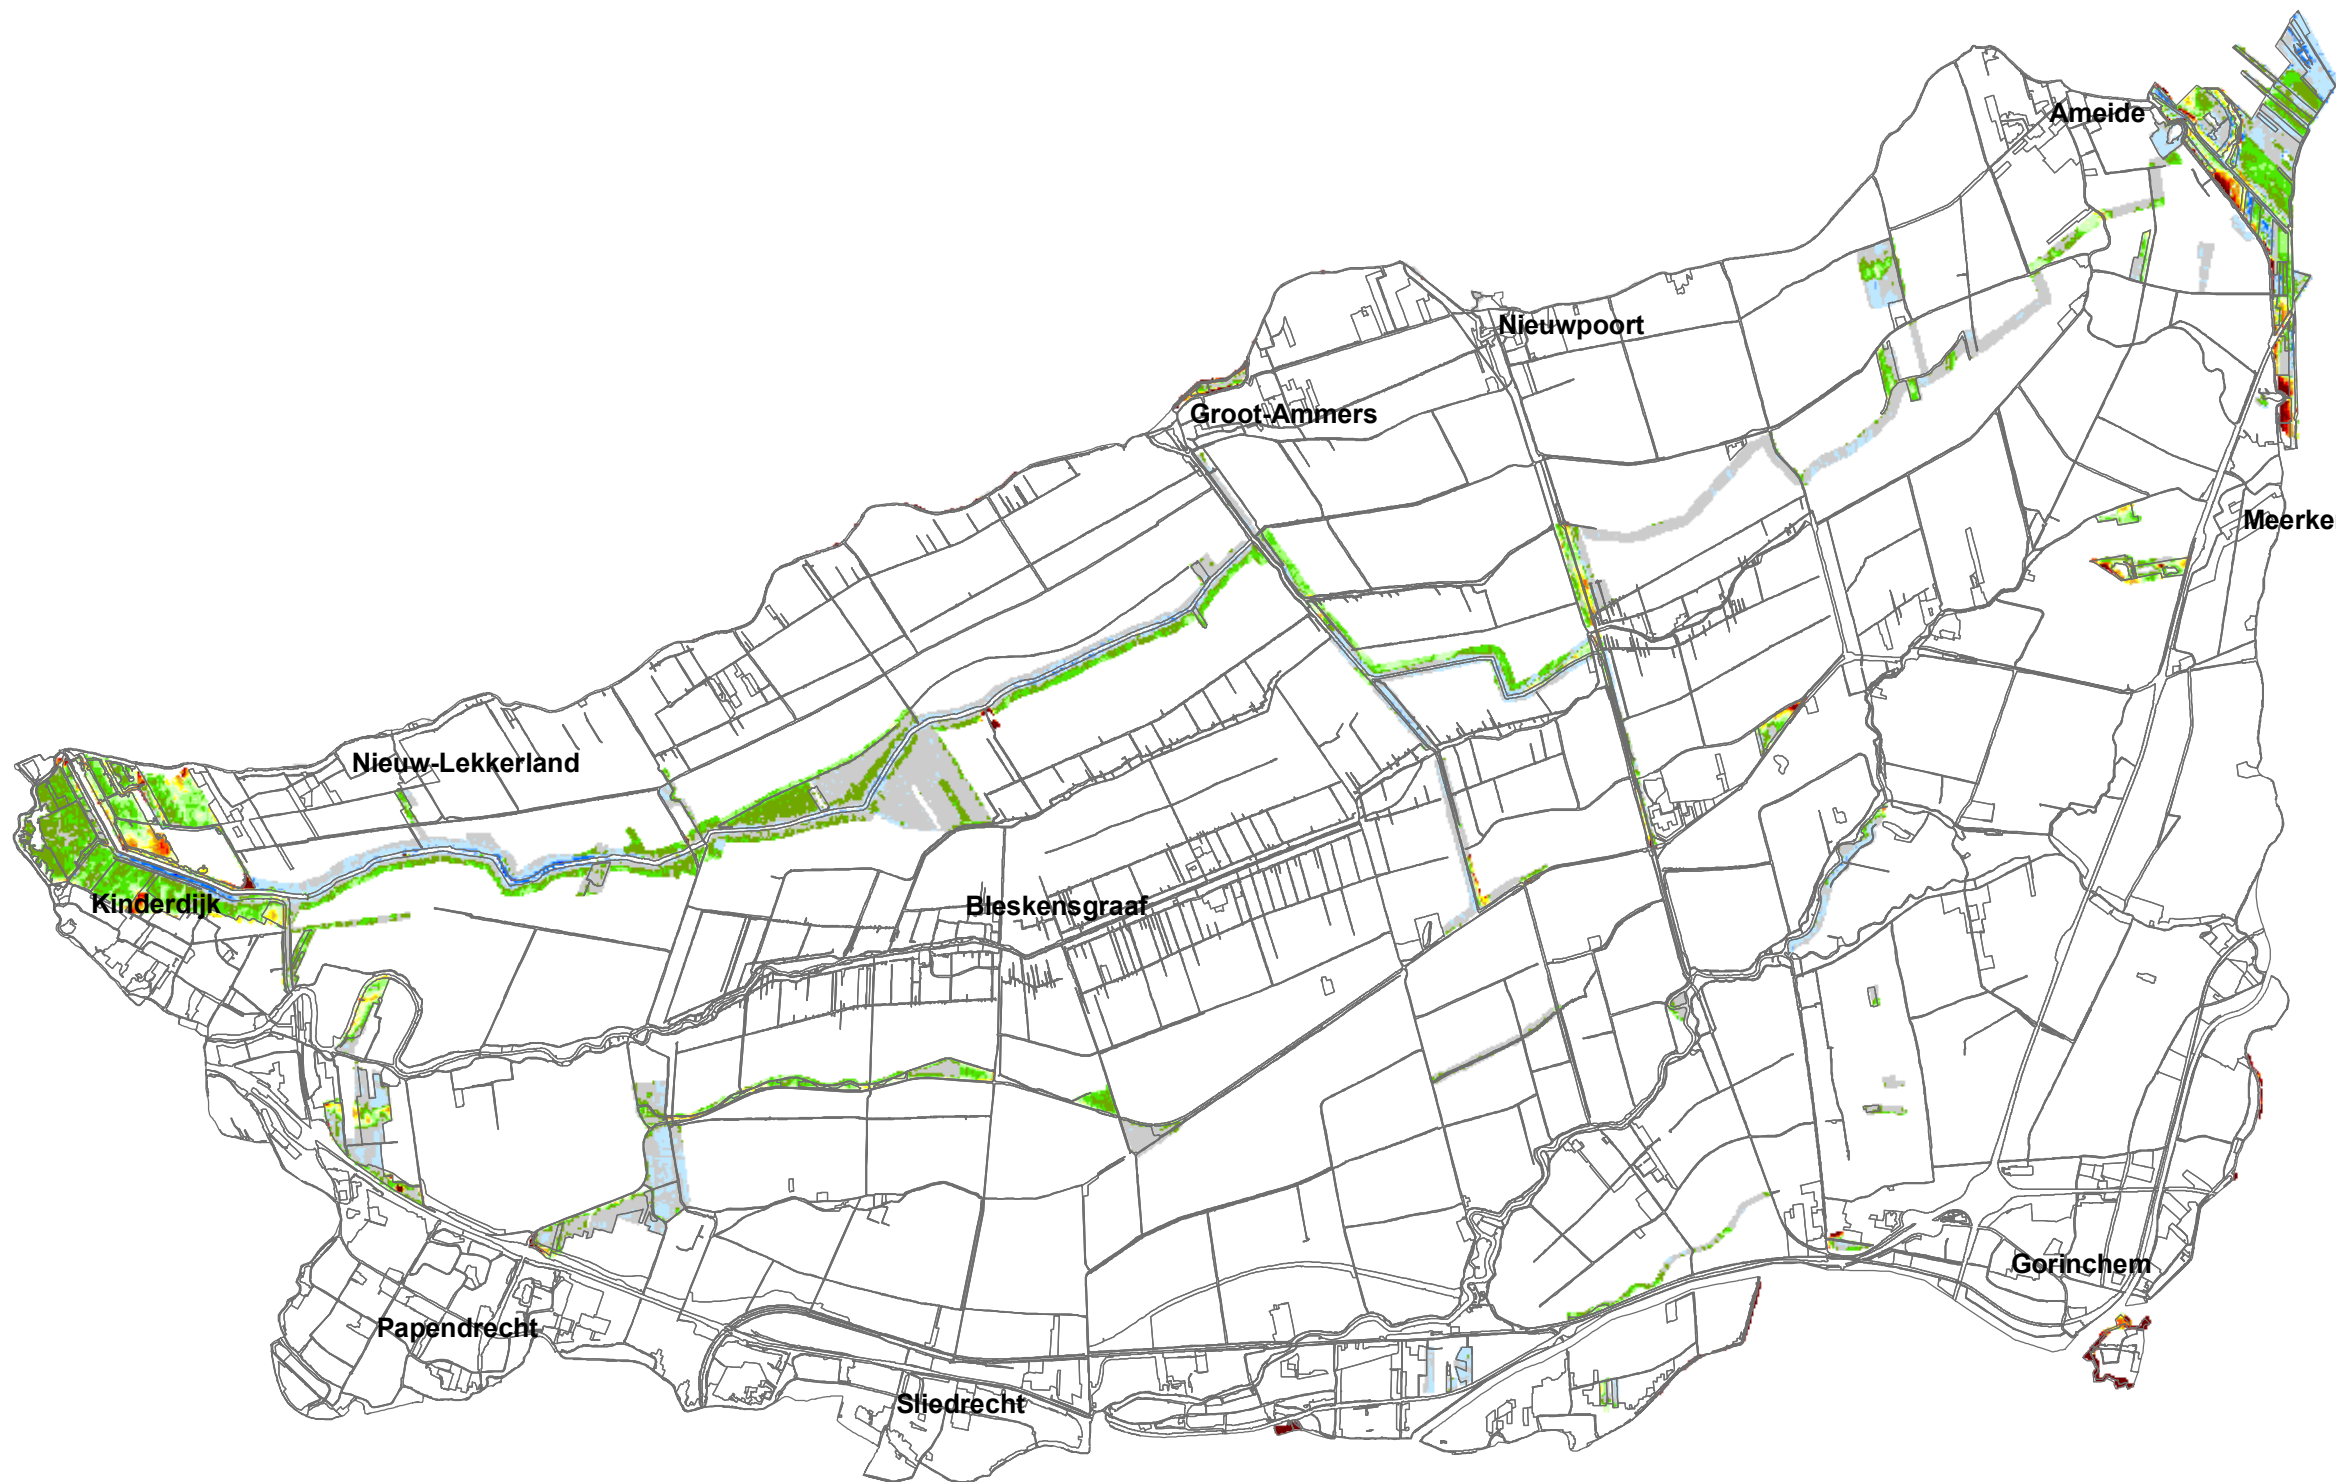 Ameide
Nieuwpoort
Groot-Ammers
Meerke
Nieuw-Lekkerland
Kinderdijk
Bleskensgraaf
Gorinchem
Papendrecht
Sliedrecht